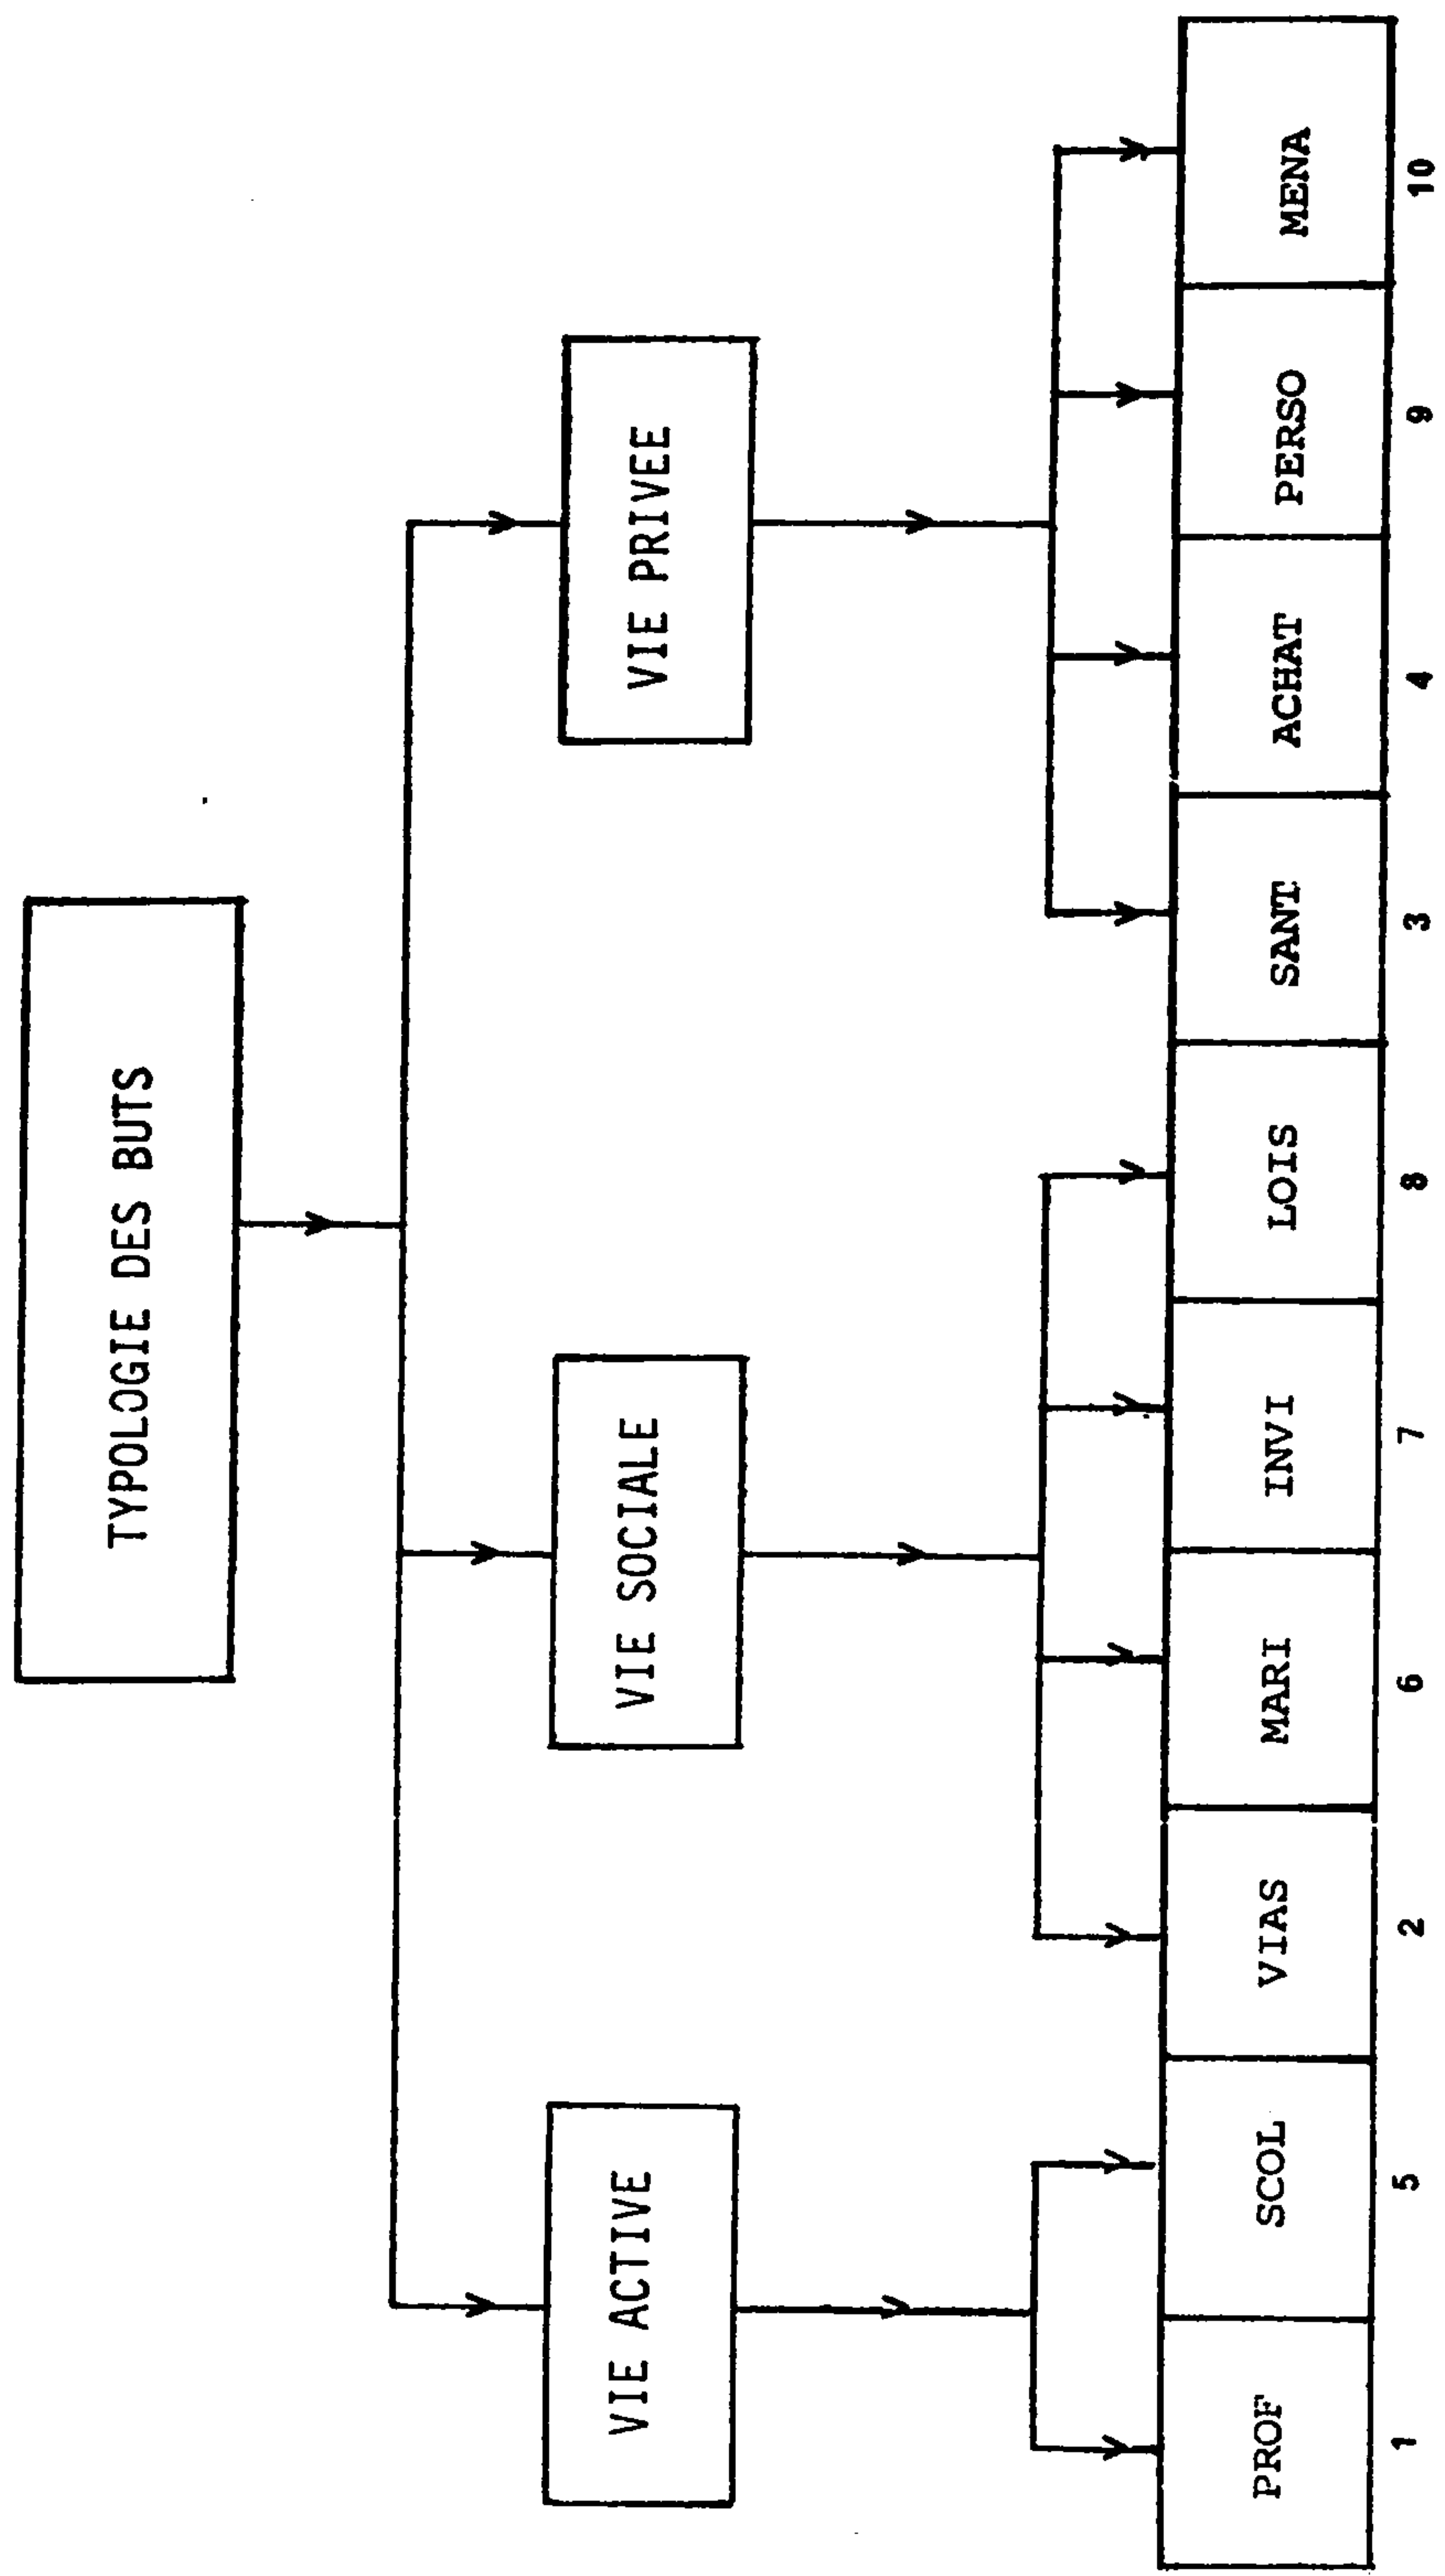 TYPOLOGIE DES BUTS
VIE ACTIVE
VIE SOCIALE
VIE PRIVEE
PROF
SCOL
VIAS
MARI
INVI
LOIS
SANT
ACHAT
PERSO
MENA
1
5
2
6
7
8
3
4
9
10